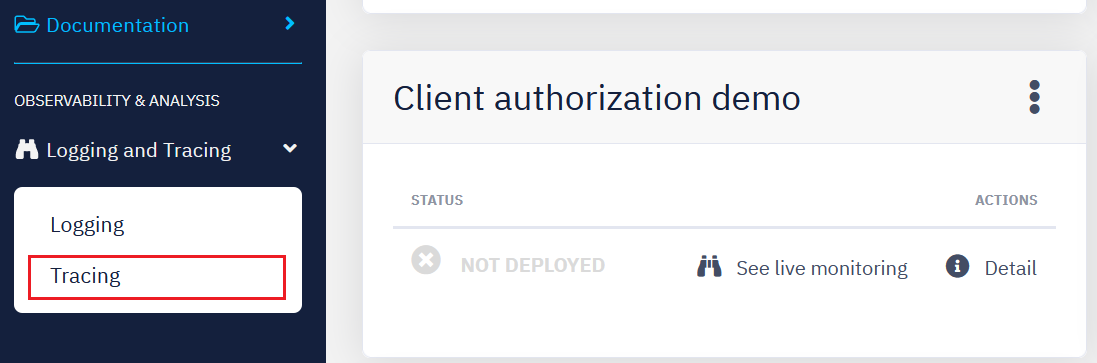 Documentation
OBSERVABILITY & ANALYSIS
Logging and Tracing
Logging
Tracing
Client authorization demo
STATUS ACTIONS
NOT DEPLOYED See live monitoring Detail